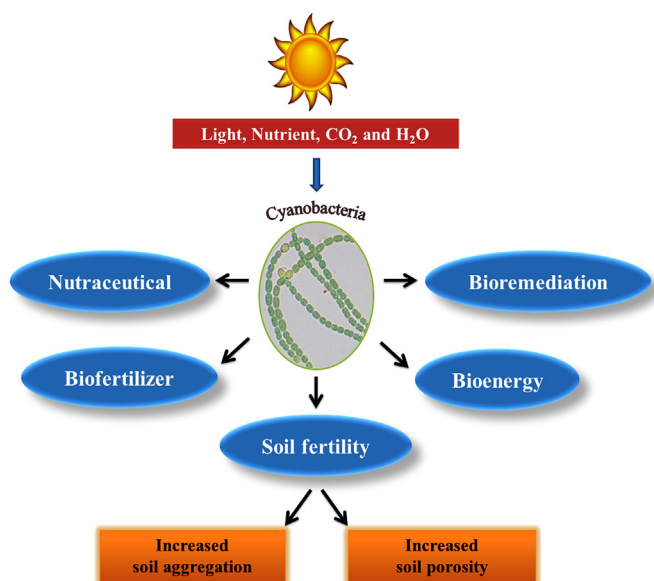 Light, Nutrient, CO₂ and H₂O
Cyanobacteria
Nutraceutical
Bioremediation
Biofertilizer
Bioenergy
Soil fertility
Increased
soil aggregation
Increased
soil porosity